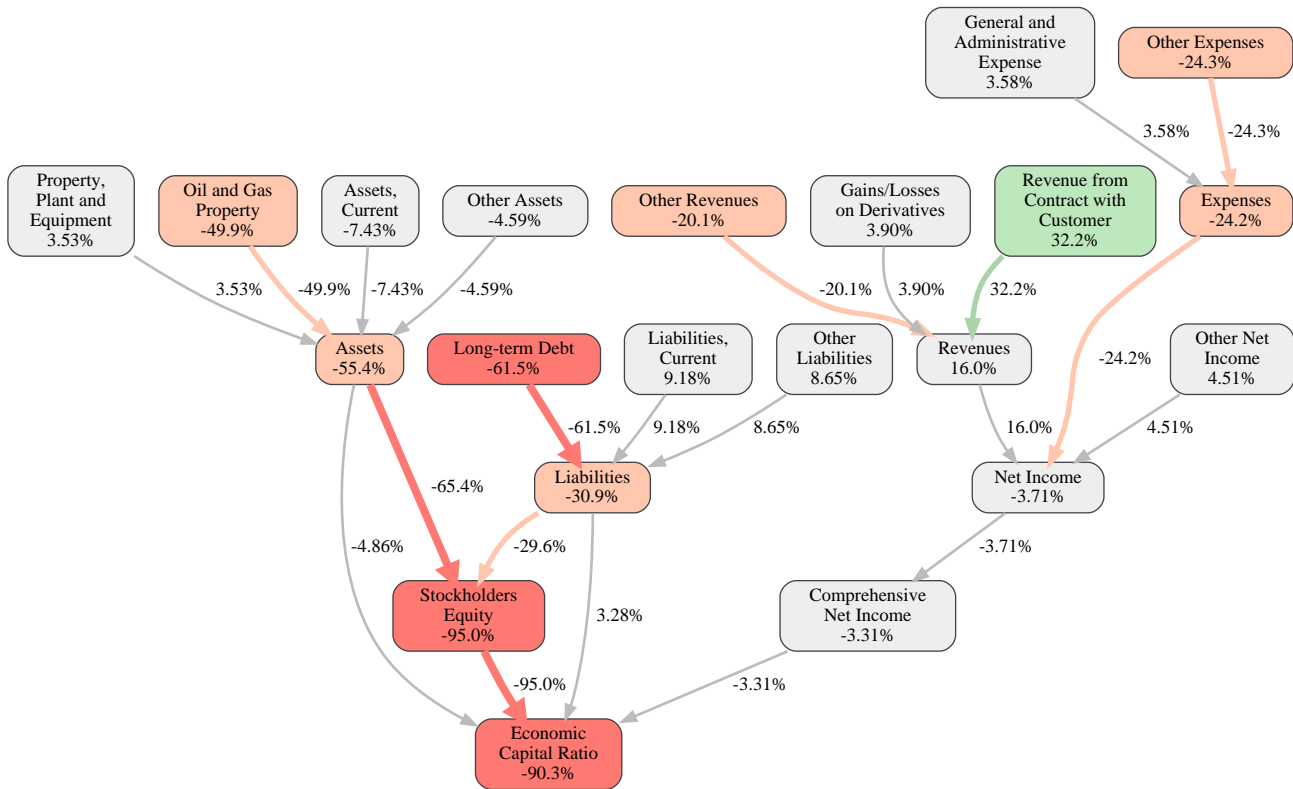 General and
Administrative
Expense
3.58%
Other Expenses
-24.3%
3.58%
-24.3%
Property,
Plant and
Equipment
3.53%
Oil and Gas
Property
-49.9%
Assets,
Current
-7.43%
Other Assets
-4.59%
Other Revenues
-20.1%
Gains/Losses
on Derivatives
3.90%
Revenue from
Contract with
Customer
32.2%
Expenses
-24.2%
3.53%
-49.9%
-7.43%
-4.59%
-20.1%
3.90%
32.2%
Assets
-55.4%
Long-term Debt
-61.5%
Liabilities,
Current
9.18%
Other
Liabilities
8.65%
Revenues
16.0%
-24.2%
Other Net
Income
4.51%
-61.5%
9.18%
8.65%
16.0%
4.51%
-65.4%
Liabilities
-30.9%
Net Income
-3.71%
-4.86%
-29.6%
-3.71%
Stockholders
Equity
-95.0%
3.28%
Comprehensive
Net Income
-3.31%
-95.0%
-3.31%
Economic
Capital Ratio
-90.3%